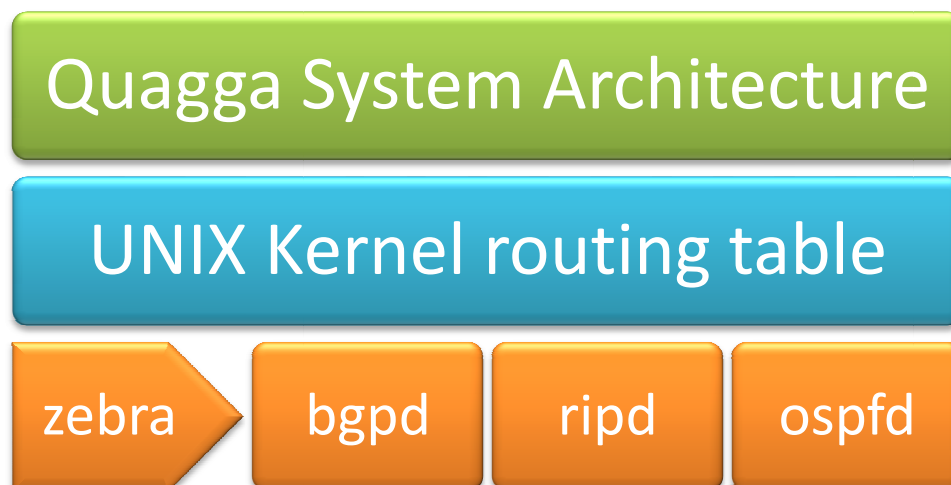 Quagga System Architecture
UNIX Kernel routing table
zebra bgpd ripd ospfd